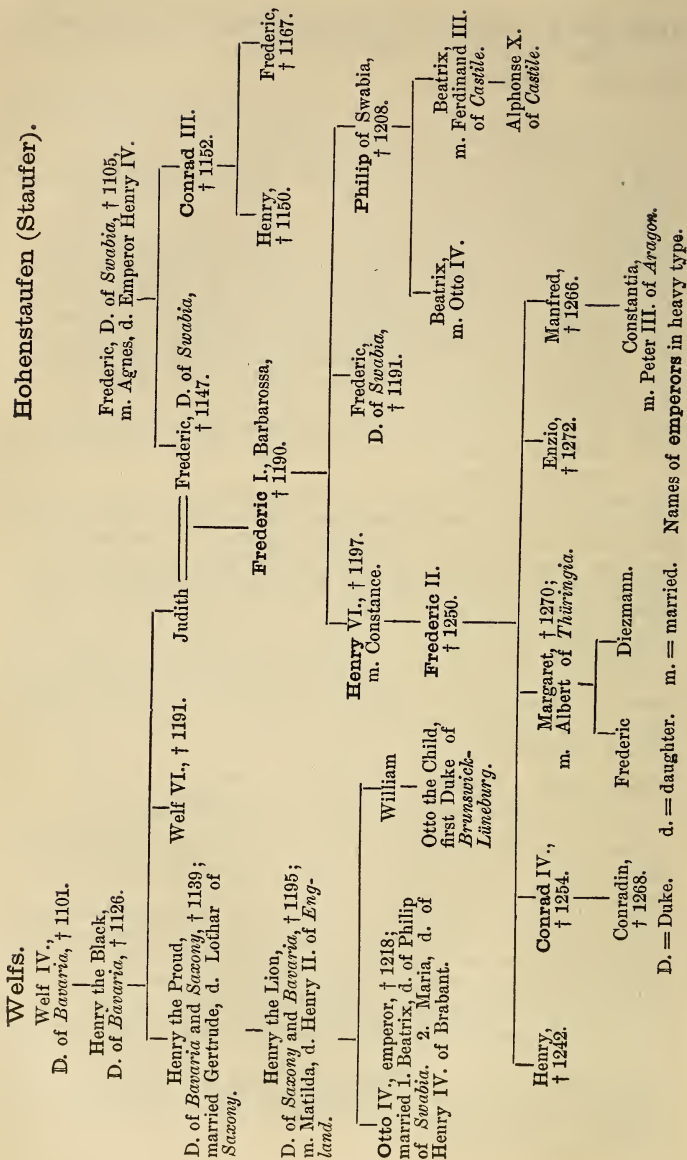 Welfs.
Welf IV.,
D. of Bavaria, † 1101.
Henry the Black,
D. of Bavaria, † 1126.
Henry the Proud,
D. of Bavaria and Saxony, † 1139;
married Gertrude, d. Lothar of
Saxony.
Welf VI., † 1191.
Judith
Henry the Lion,
D. of Saxony and Bavaria, † 1195;
m. Matilda, d. Henry II. of Eng-
land.
Otto IV., emperor, † 1218;
married 1. Beatrix, d. of Philip
of Swabia. 2. Maria, d. of
Henry IV. of Brabant.
William
Otto the Child,
first Duke of
Brunswick-
Lüneburg.
Hohenstaufen (Staufer).
Frederic, D. of Swabia, † 1105,
m. Agnes, d. Emperor Henry IV.
Frederic, D. of Swabia,
† 1147.
Conrad III.
† 1152.
Henry,
† 1150.
Frederic,
† 1167.
Frederic I., Barbarossa,
† 1190.
Henry VI., † 1197.
m. Constance.
Frederic,
D. of Swabia,
† 1191.
Philip of Swabia,
† 1208.
Beatrix,
m. Otto IV.
Beatrix,
m. Ferdinand III.
of Castile.
Alphonse X.
of Castile.
Frederic II.
† 1250.
Henry,
† 1242.
Conrad IV.,
† 1254.
Conradin,
† 1268.
Margaret, † 1270;
m. Albert of Thüringia.
Frederic
Diezmann.
Enzio,
† 1272.
Manfred,
† 1266.
Constantia,
m. Peter III. of Aragon.
D. = Duke. d. = daughter. m. = married. Names of emperors in heavy type.